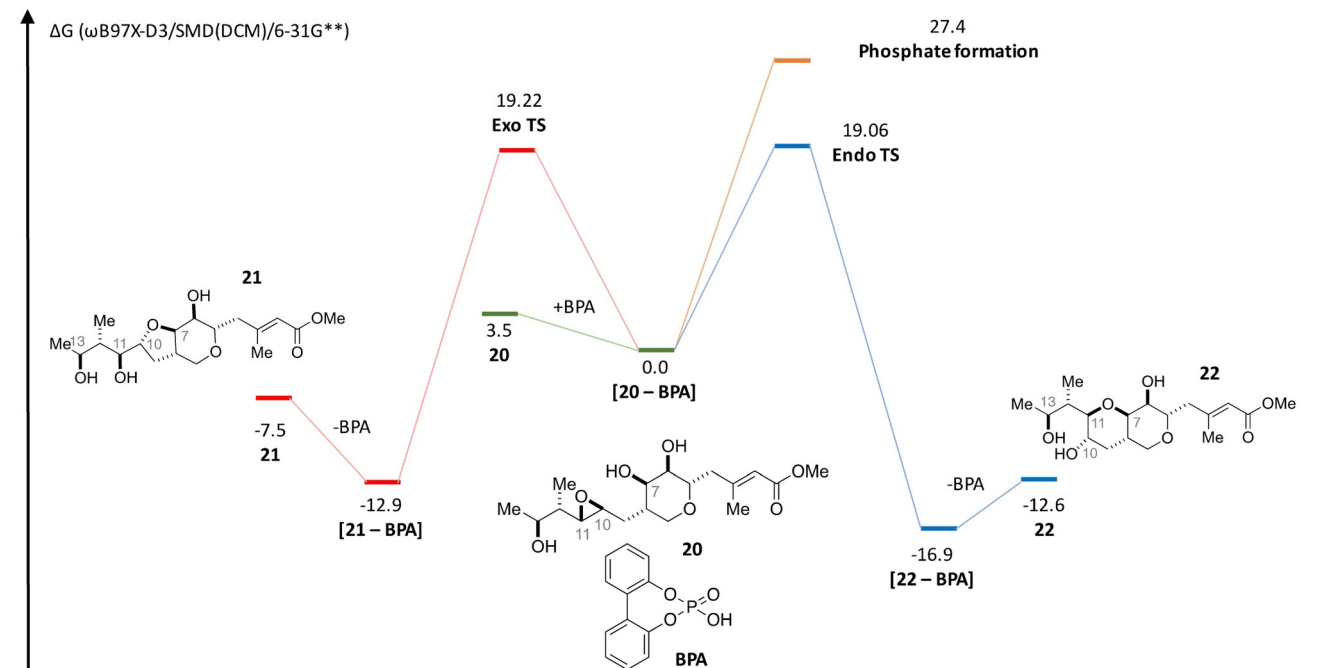 ΔG (ωB97X-D3/SMD(DCM)/6-31G**)
27.4
Phosphate formation
19.22
Exo TS
19.06
Endo TS
21
OH
Me
Me
13
11
10
O
7
O
OH
OH
Me
O
OMe
-7.5
21
-BPA
-12.9
[21 – BPA]
+BPA
3.5
20
0.0
[20 – BPA]
OH
HO
7
Me
O
Me
11
10
OH
O
Me
O
OMe
20
O
O
P
O
OH
BPA
22
Me
OH
Me
13
O
11
7
OH
HO
10
O
Me
O
OMe
-BPA
-12.6
22
-16.9
[22 – BPA]